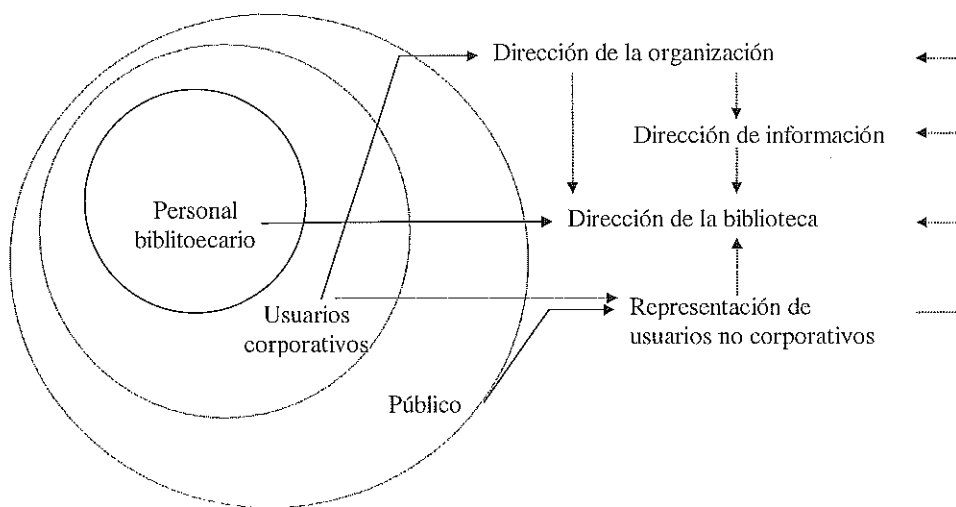 Dirección de la organización
Dirección de información
Personal
biblitoecario
Dirección de la biblioteca
Usuarios
corporativos
Representación de
usuarios no corporativos
Público